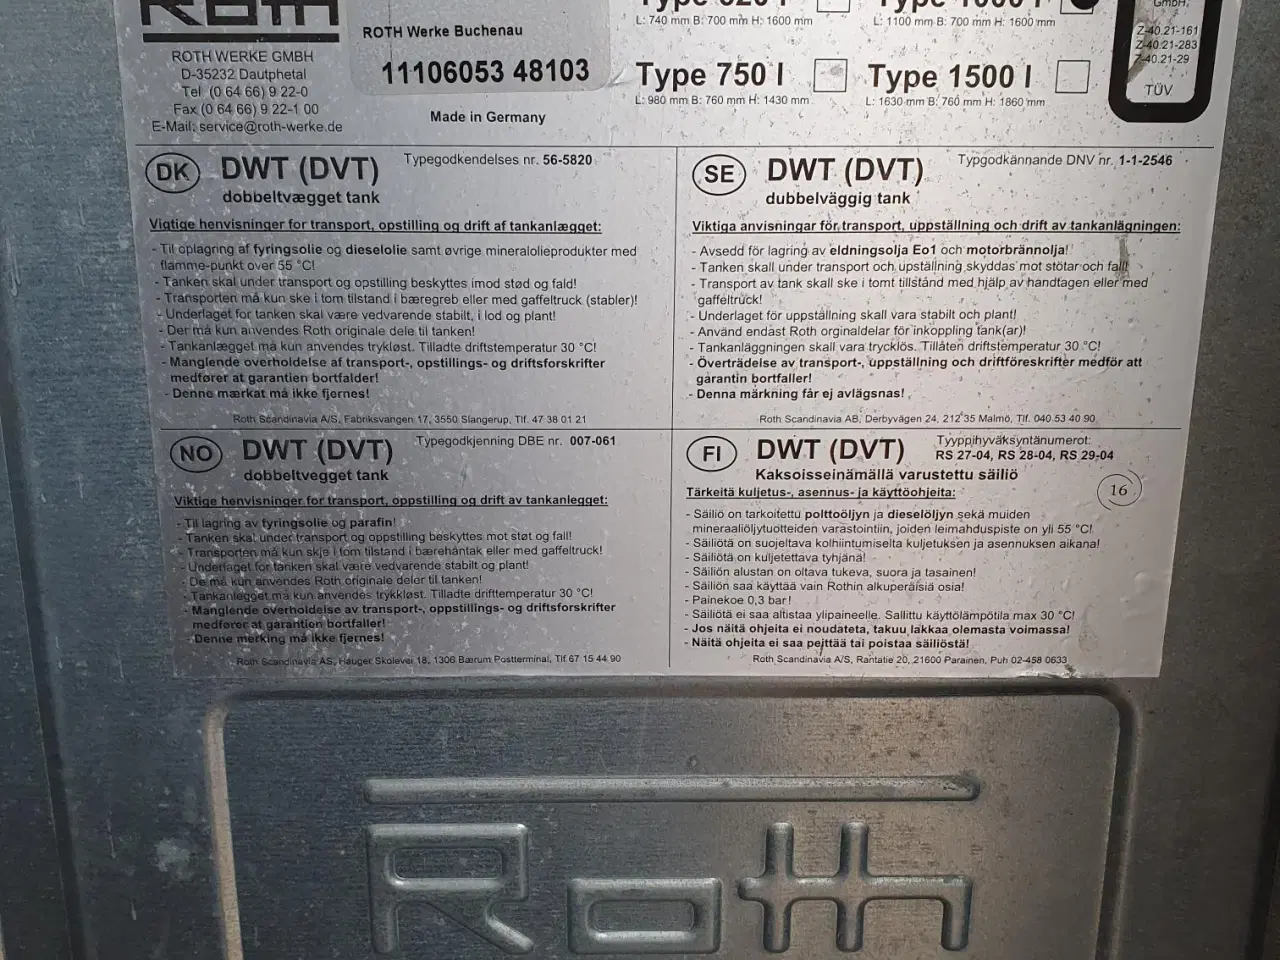 Roth
ROTH WERKE GMBH
D-35232 Dautphetal
Tel (0 64 66) 9 22-0
Fax (0 64 66) 9 22-1 00
E-Mail: service@roth-werke.de
ROTH Werke Buchenau
11106053 48103
Made in Germany
L: 740 mm B: 700 mm H: 1600 mm
L: 1100 mm B: 700 mm H: 1600 mm
Type 750 l
L: 980 mm B: 760 mm H: 1430 mm
Type 1500 l
L: 1630 mm B: 760 mm H: 1860 mm
GmbH,
Z-40.21-161
Z-40.21-283
Z-40.21-29
TÜV
DK DWT (DVT) Typegodkendelses nr. 56-5820
dobbeltvægget tank
Vigtige henvisninger for transport, opstilling og drift af tankanlægget:
- Til oplagring af fyringsolie og dieselolie samt øvrige mineralolieprodukter med
flamme-punkt over 55 °C!
- Tanken skal under transport og opstilling beskyttes imod stød og fald!
- Transporten må kun ske i tom tilstand i bæregreb eller med gaffeltruck (stabler)!
- Underlaget for tanken skal være vedvarende stabilt, i lod og plant!
- Der må kun anvendes Roth originale dele til tanken!
- Tankanlægget må kun anvendes trykløst. Tilladte driftstemperatur 30 °C!
- Manglende overholdelse af transport-, opstillings- og driftsforskrifter
medfører at garantien bortfalder!
- Denne mærkat må ikke fjernes!
Roth Scandinavia A/S, Fabriksvangen 17, 3550 Slangerup, Tlf. 47 38 01 21
SE DWT (DVT) Typgodkännande DNV nr. 1-1-2546
dubbelväggig tank
Viktiga anvisningar för transport, uppställning och drift av tankanlägningen:
- Avsedd för lagring av eldningsolja Eo1 och motorbrännolja!
- Tanken skall under transport och upställning skyddas mot stötar och fall!
- Transport av tank skall ske i tomt tillstånd med hjälp av handtagen eller med
gaffeltruck!
- Underlaget för uppställning skall vara stabilt och plant!
- Använd endast Roth orginaldelar för inkoppling tank(ar)!
- Tankanläggningen skall vara trycklös. Tillåten driftstemperatur 30 °C!
- Överträdelse av transport-, uppställning och driftföreskrifter medför att
garantin bortfaller!
- Denna märkning får ej avlägsnas!
Roth Scandinavia AB, Derbyvägen 24, 212 35 Malmö, Tlf. 040 53 40 90
NO DWT (DVT) Typegodkjenning DBE nr. 007-061
dobbeltvegget tank
Viktige henvisninger for transport, oppstilling og drift av tankanlegget:
- Til lagring av fyringsolie og parafin!
- Tanken skal under transport og oppstilling beskyttes mot støt og fall!
- Transporten må kun skje i tom tilstand i bærehåntak eller med gaffeltruck!
- Underlaget for tanken skal være vedvarende stabilt og plant!
- De må kun anvendes Roth originale deler til tanken!
- Tankanlegget må kun anvendes trykkløst. Tilladte drifttemperatur 30 °C!
- Manglende overholdelse av transport-, oppstillings- og driftsforskrifter
medfører at garantien bortfaller!
- Denne merking må ikke fjernes!
Roth Scandinavia AS, Hauger Skolevei 18, 1306 Bærum Postterminal, Tlf 67 15 44 90
FI DWT (DVT) Tyyppihyväksyntänumerot:
RS 27-04, RS 28-04, RS 29-04
Kaksoisseinämällä varustettu säiliö
Tärkeitä kuljetus-, asennus- ja käyttöohjeita:
16
- Säiliö on tarkoitettu polttoöljyn ja dieselöljyn sekä muiden
mineraaliöljytuotteiden varastointiin, joiden leimahduspiste on yli 55 °C!
- Säiliötä on suojeltava kolhiintumiselta kuljetuksen ja asennuksen aikana!
- Säiliötä on kuljetettava tyhjänä!
- Säiliön alustan on oltava tukeva, suora ja tasainen!
- Säiliön saa käyttää vain Rothin alkuperäisiä osia!
- Painekoe 0,3 bar!
- Säiliötä ei saa altistaa ylipaineelle. Sallittu käyttölämpötila max 30 °C!
- Jos näitä ohjeita ei noudateta, takuu lakkaa olemasta voimassa!
- Näitä ohjeita ei saa peittää tai poistaa säiliöstä!
Roth Scandinavia A/S, Rantatie 20, 21600 Parainen, Puh 02-458 0633
Roth